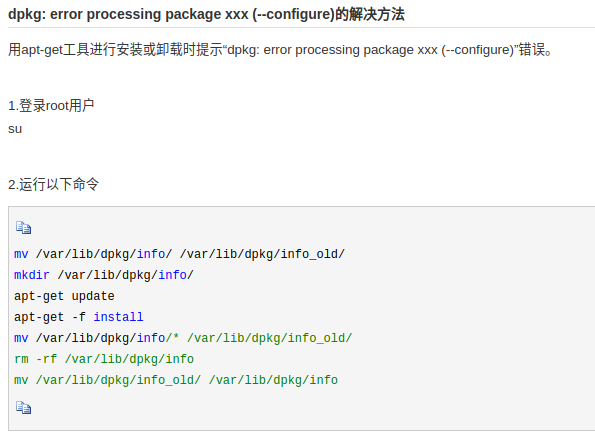 dpkg: error processing package xxx (--configure)的解决方法
用apt-get工具进行安装或卸载时提示“dpkg: error processing package xxx (--configure)”错误。
1.登录root用户
su
2.运行以下命令
mv /var/lib/dpkg/info/ /var/lib/dpkg/info_old/
mkdir /var/lib/dpkg/info/
apt-get update
apt-get -f install
mv /var/lib/dpkg/info/* /var/lib/dpkg/info_old/
rm -rf /var/lib/dpkg/info
mv /var/lib/dpkg/info_old/ /var/lib/dpkg/info